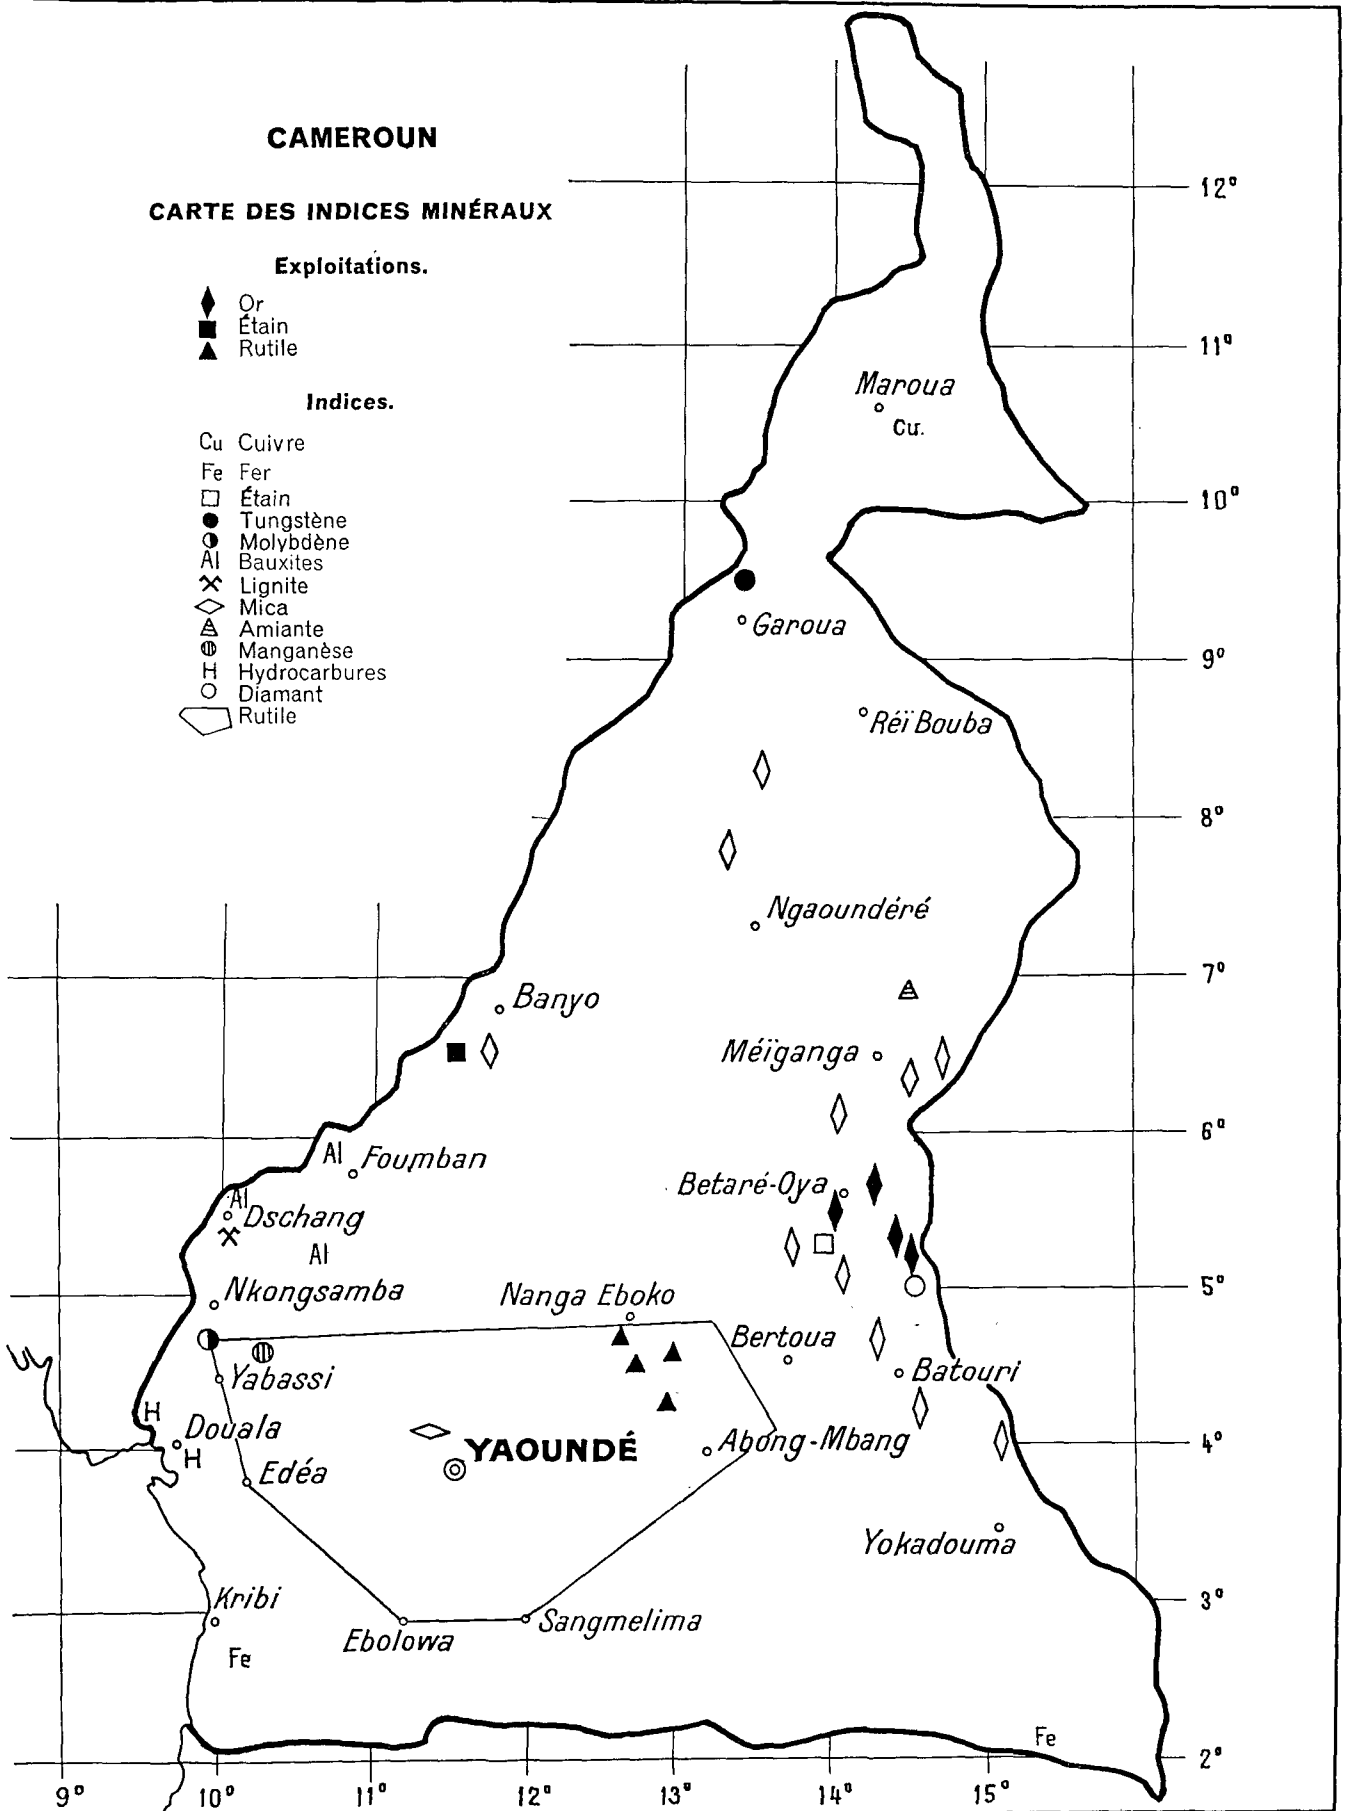 CAMEROUN
CARTE DES INDICES MINÉRAUX
Exploitations.
Or
Étain
Rutile
Indices.
Cu Cuivre
Fe Fer
Étain
Tungstène
Molybdène
Al Bauxites
Lignite
Mica
Amiante
Manganèse
H Hydrocarbures
Diamant
Rutile
12°
11°
Maroua
Cu.
10°
Garoua
9°
Réï Bouba
8°
Ngaoundéré
7°
Banyo
Méïganga
6°
Al
Foumban
Betaré-Oya
Al
Dschang
Al
5°
Nkongsamba
Nanga Eboko
Bertoua
Yabassi
Batouri
H
Douala
H
YAOUNDÉ
Abong-Mbang
4°
Edéa
Yokadouma
Kribi
3°
Ebolowa
Sangmelima
Fe
Fe
2°
9° 10° 11° 12° 13° 14° 15°